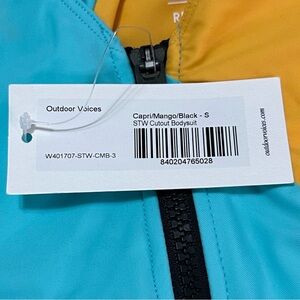 Outdoor Voices
Capri/Mango/Black - S
STW Cutout Bodysuit
W401707-STW-CMB-3
840204765028
outdoorvoices.com